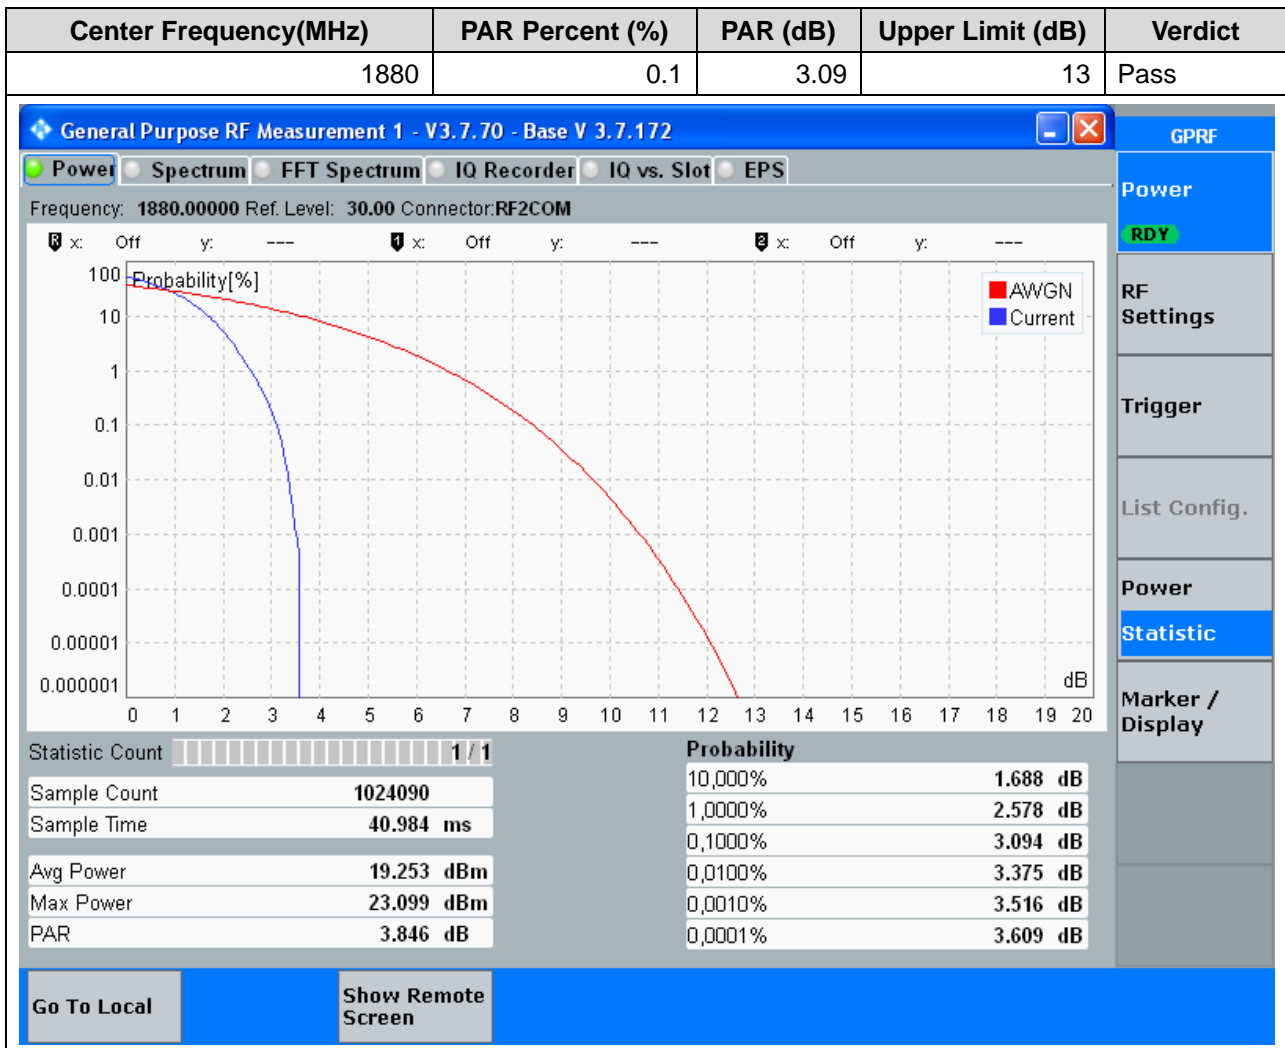 Center Frequency(MHz) PAR Percent (%) PAR (dB) Upper Limit (dB) Verdict
1880 0.1 3.09 13 Pass
General Purpose RF Measurement 1 - V3.7.70 - Base V 3.7.172
GPRF
Power Spectrum FFT Spectrum IQ Recorder IQ vs. Slot EPS
Power
RDY
Frequency: 1880.00000 Ref. Level: 30.00 Connector:RF2COM
R x: Off y: --- 1 x: Off y: --- 2 x: Off y: ---
Probability[%]
AWGN
Current
100
10
1
0.1
0.01
0.001
0.0001
0.00001
0.000001
dB
0 1 2 3 4 5 6 7 8 9 10 11 12 13 14 15 16 17 18 19 20
RF
Settings
Trigger
List Config.
Power
Statistic
Marker /
Display
Statistic Count 1 / 1
Sample Count 1024090
Sample Time 40.984 ms
Avg Power 19.253 dBm
Max Power 23.099 dBm
PAR 3.846 dB
Probability
10,000% 1.688 dB
1,0000% 2.578 dB
0,1000% 3.094 dB
0,0100% 3.375 dB
0,0010% 3.516 dB
0,0001% 3.609 dB
Go To Local
Show Remote
Screen